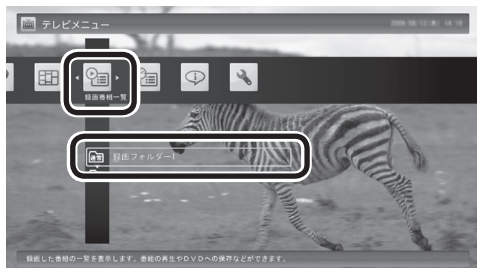 テレビメニュー
録画番組一覧
録画フォルダー1
録画した番組の一覧を表示します。番組の再生やDVDへの保存などができます。